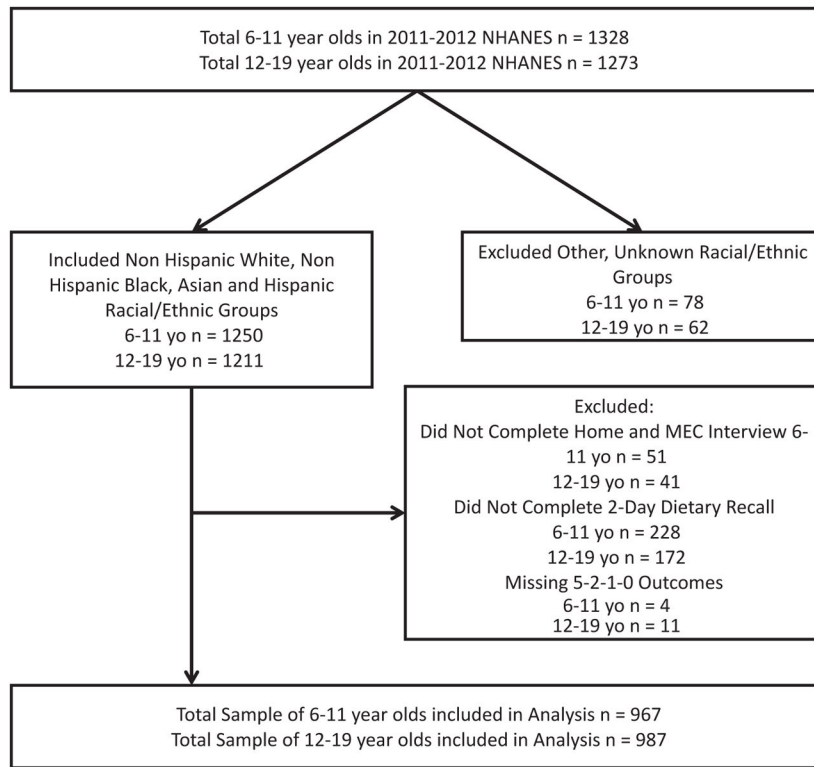 Total 6-11 year olds in 2011-2012 NHANES n = 1328
Total 12-19 year olds in 2011-2012 NHANES n = 1273
Included Non Hispanic White, Non
Hispanic Black, Asian and Hispanic
Racial/Ethnic Groups
6-11 yo n = 1250
12-19 yo n = 1211
Excluded Other, Unknown Racial/Ethnic
Groups
6-11 yo n = 78
12-19 yo n = 62
Excluded:
Did Not Complete Home and MEC Interview 6-
11 yo n = 51
12-19 yo n = 41
Did Not Complete 2-Day Dietary Recall
6-11 yo n = 228
12-19 yo n = 172
Missing 5-2-1-0 Outcomes
6-11 yo n = 4
12-19 yo n = 11
Total Sample of 6-11 year olds included in Analysis n = 967
Total Sample of 12-19 year olds included in Analysis n = 987